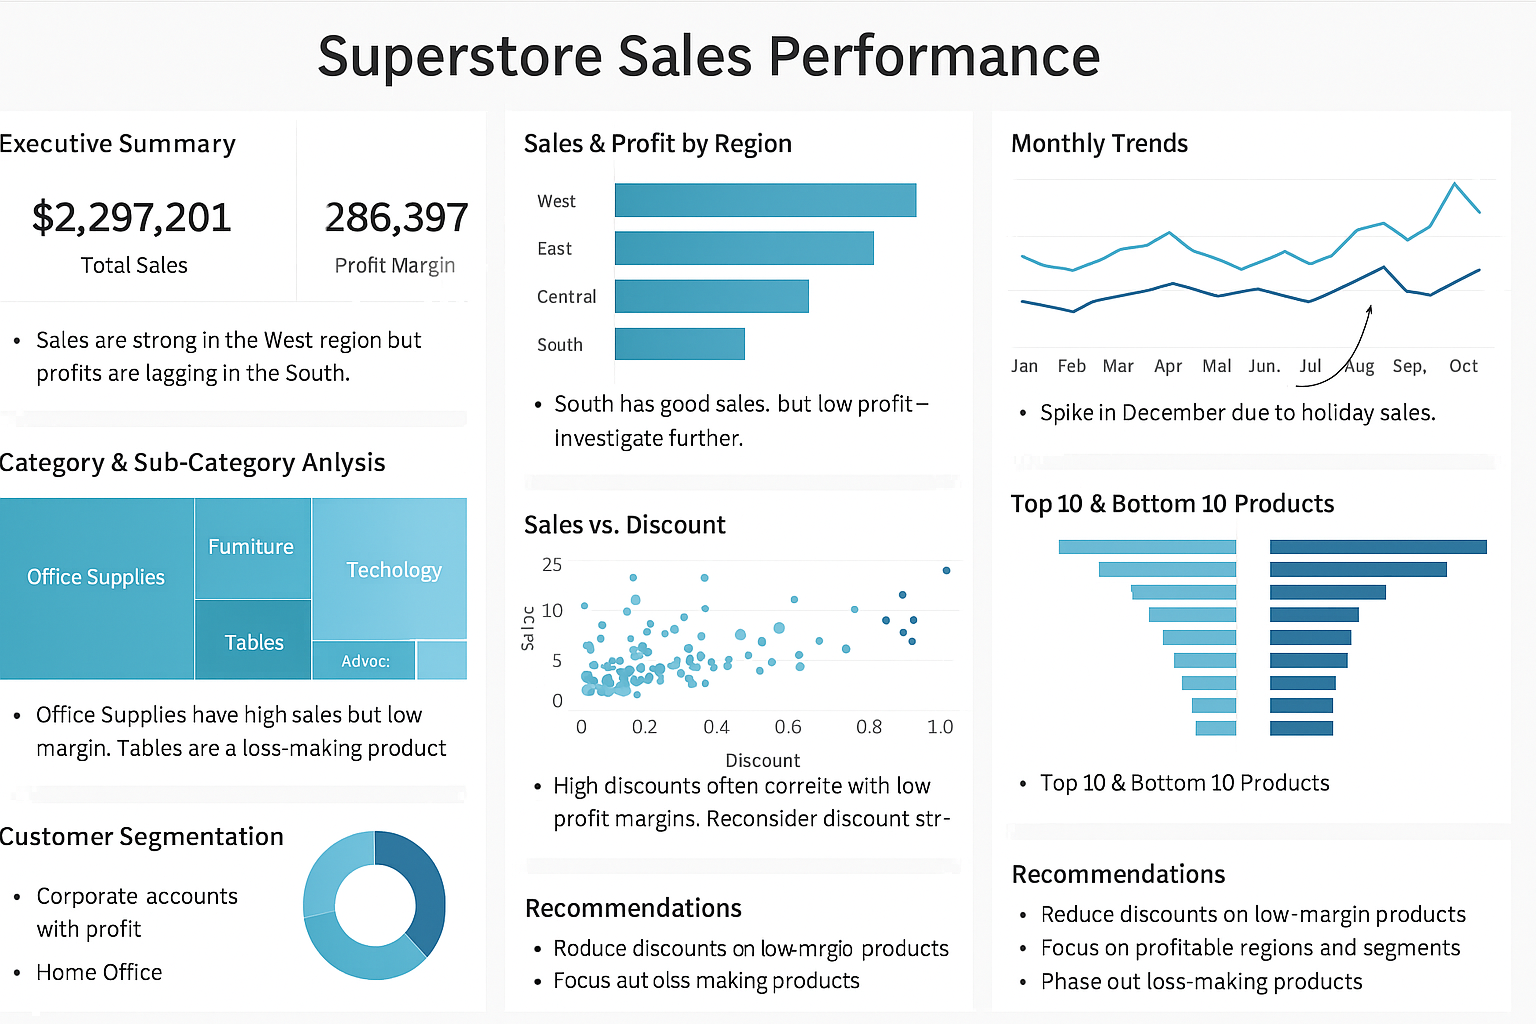 Superstore Sales Performance
Executive Summary
$2,297,201
Total Sales
286,397
Profit Margin
• Sales are strong in the West region but
profits are lagging in the South.
Category & Sub-Category Anlysis
Office Supplies
Fumiture
Tables
Techology
Advoc:
• Office Supplies have high sales but low
margin. Tables are a loss-making product
Customer Segmentation
• Corporate accounts
with profit
• Home Office
Sales & Profit by Region
West
East
Central
South
• South has good sales. but low profit –
investigate further.
Sales vs. Discount
25
10
5
0
0 0.2 0.4 0.6 0.8 1.0
Discount
• High discounts often correite with low
profit margins. Reconsider discount str-
Recommendations
• Roduce discounts on low-mrgio products
• Focus aut olss making products
Monthly Trends
Jan Feb Mar Apr Mal Jun. Jul Aug Sep, Oct
• Spike in December due to holiday sales.
Top 10 & Bottom 10 Products
• Top 10 & Bottom 10 Products
Recommendations
• Reduce discounts on low-margin products
• Focus on profitable regions and segments
• Phase out loss-making products